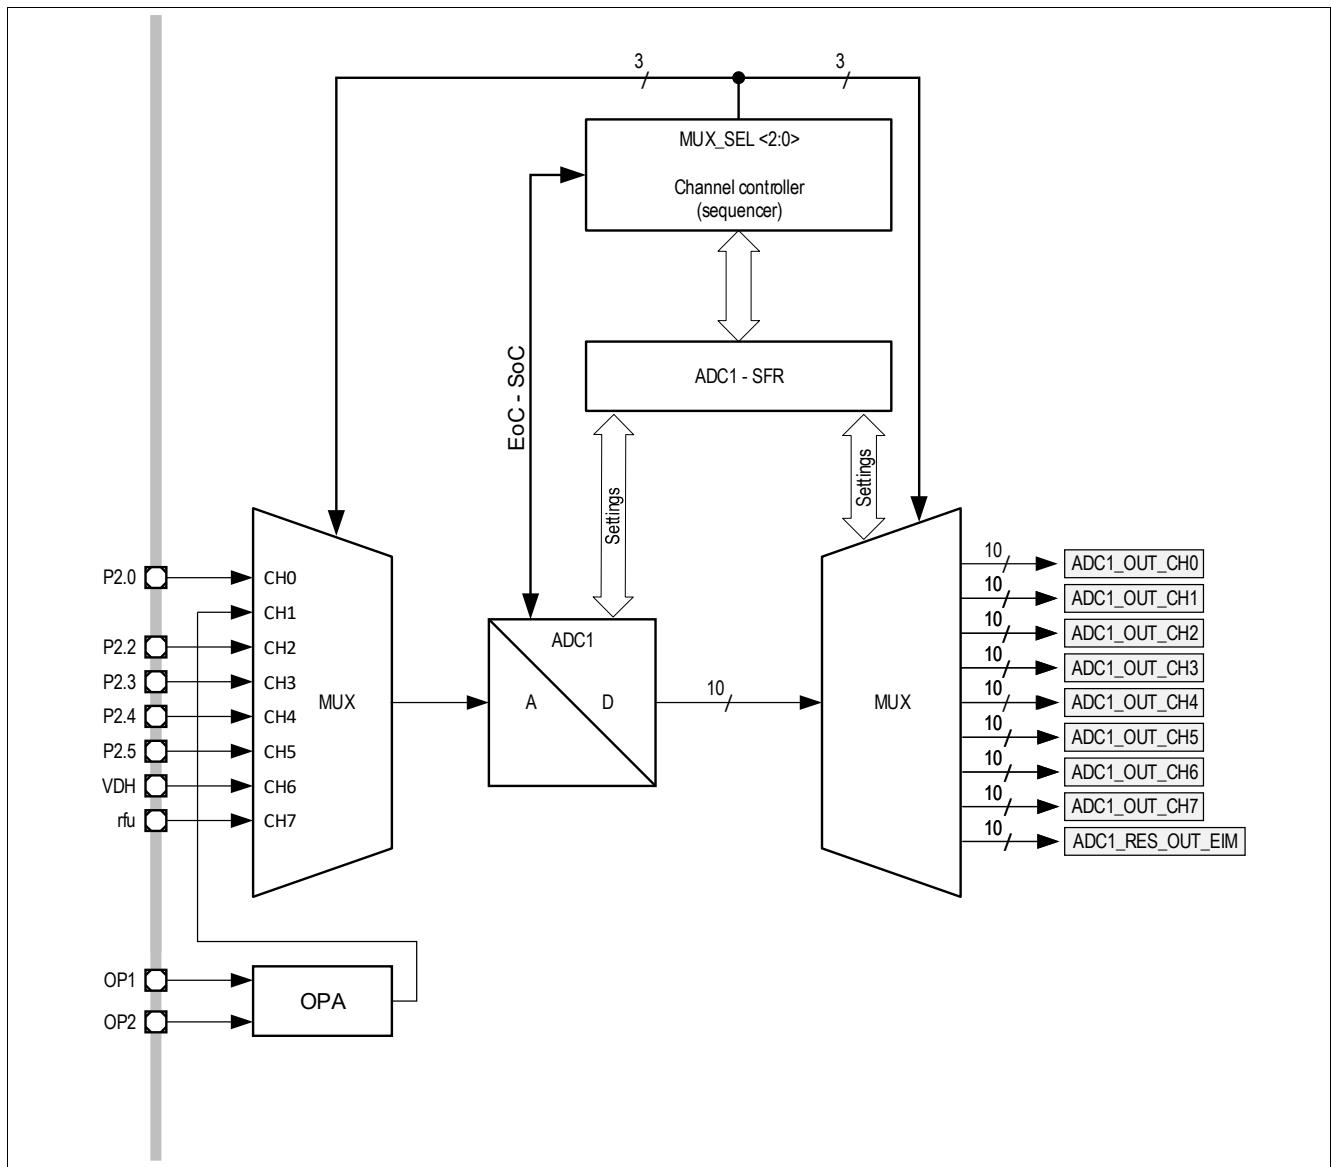 3
3
MUX_SEL <2:0>
Channel controller
(sequencer)
EoC - SoC
ADC1 - SFR
Settings
Settings
P2.0
P2.2
P2.3
P2.4
P2.5
VDH
rfu
CH0
CH1
CH2
CH3
CH4
CH5
CH6
CH7
MUX
ADC1
A
D
10
MUX
10
ADC1_OUT_CH0
10
ADC1_OUT_CH1
10
ADC1_OUT_CH2
10
ADC1_OUT_CH3
10
ADC1_OUT_CH4
10
ADC1_OUT_CH5
10
ADC1_OUT_CH6
10
ADC1_OUT_CH7
10
ADC1_RES_OUT_EIM
OP1
OP2
OPA